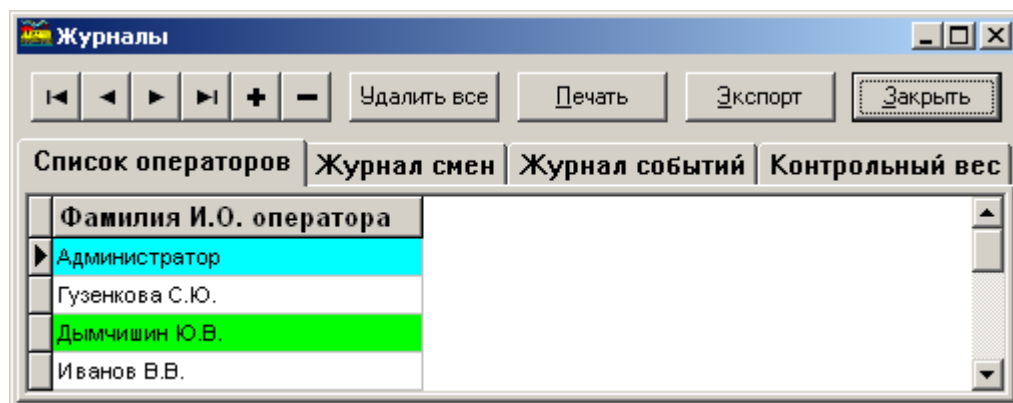 Журналы
Удалить все Печать Экспорт Закрыть
Список операторов Журнал смен Журнал событий Контрольный вес
Фамилия И.О. оператора
Администратор
Гузенкова С.Ю.
Дымчишин Ю.В.
Иванов В.В.